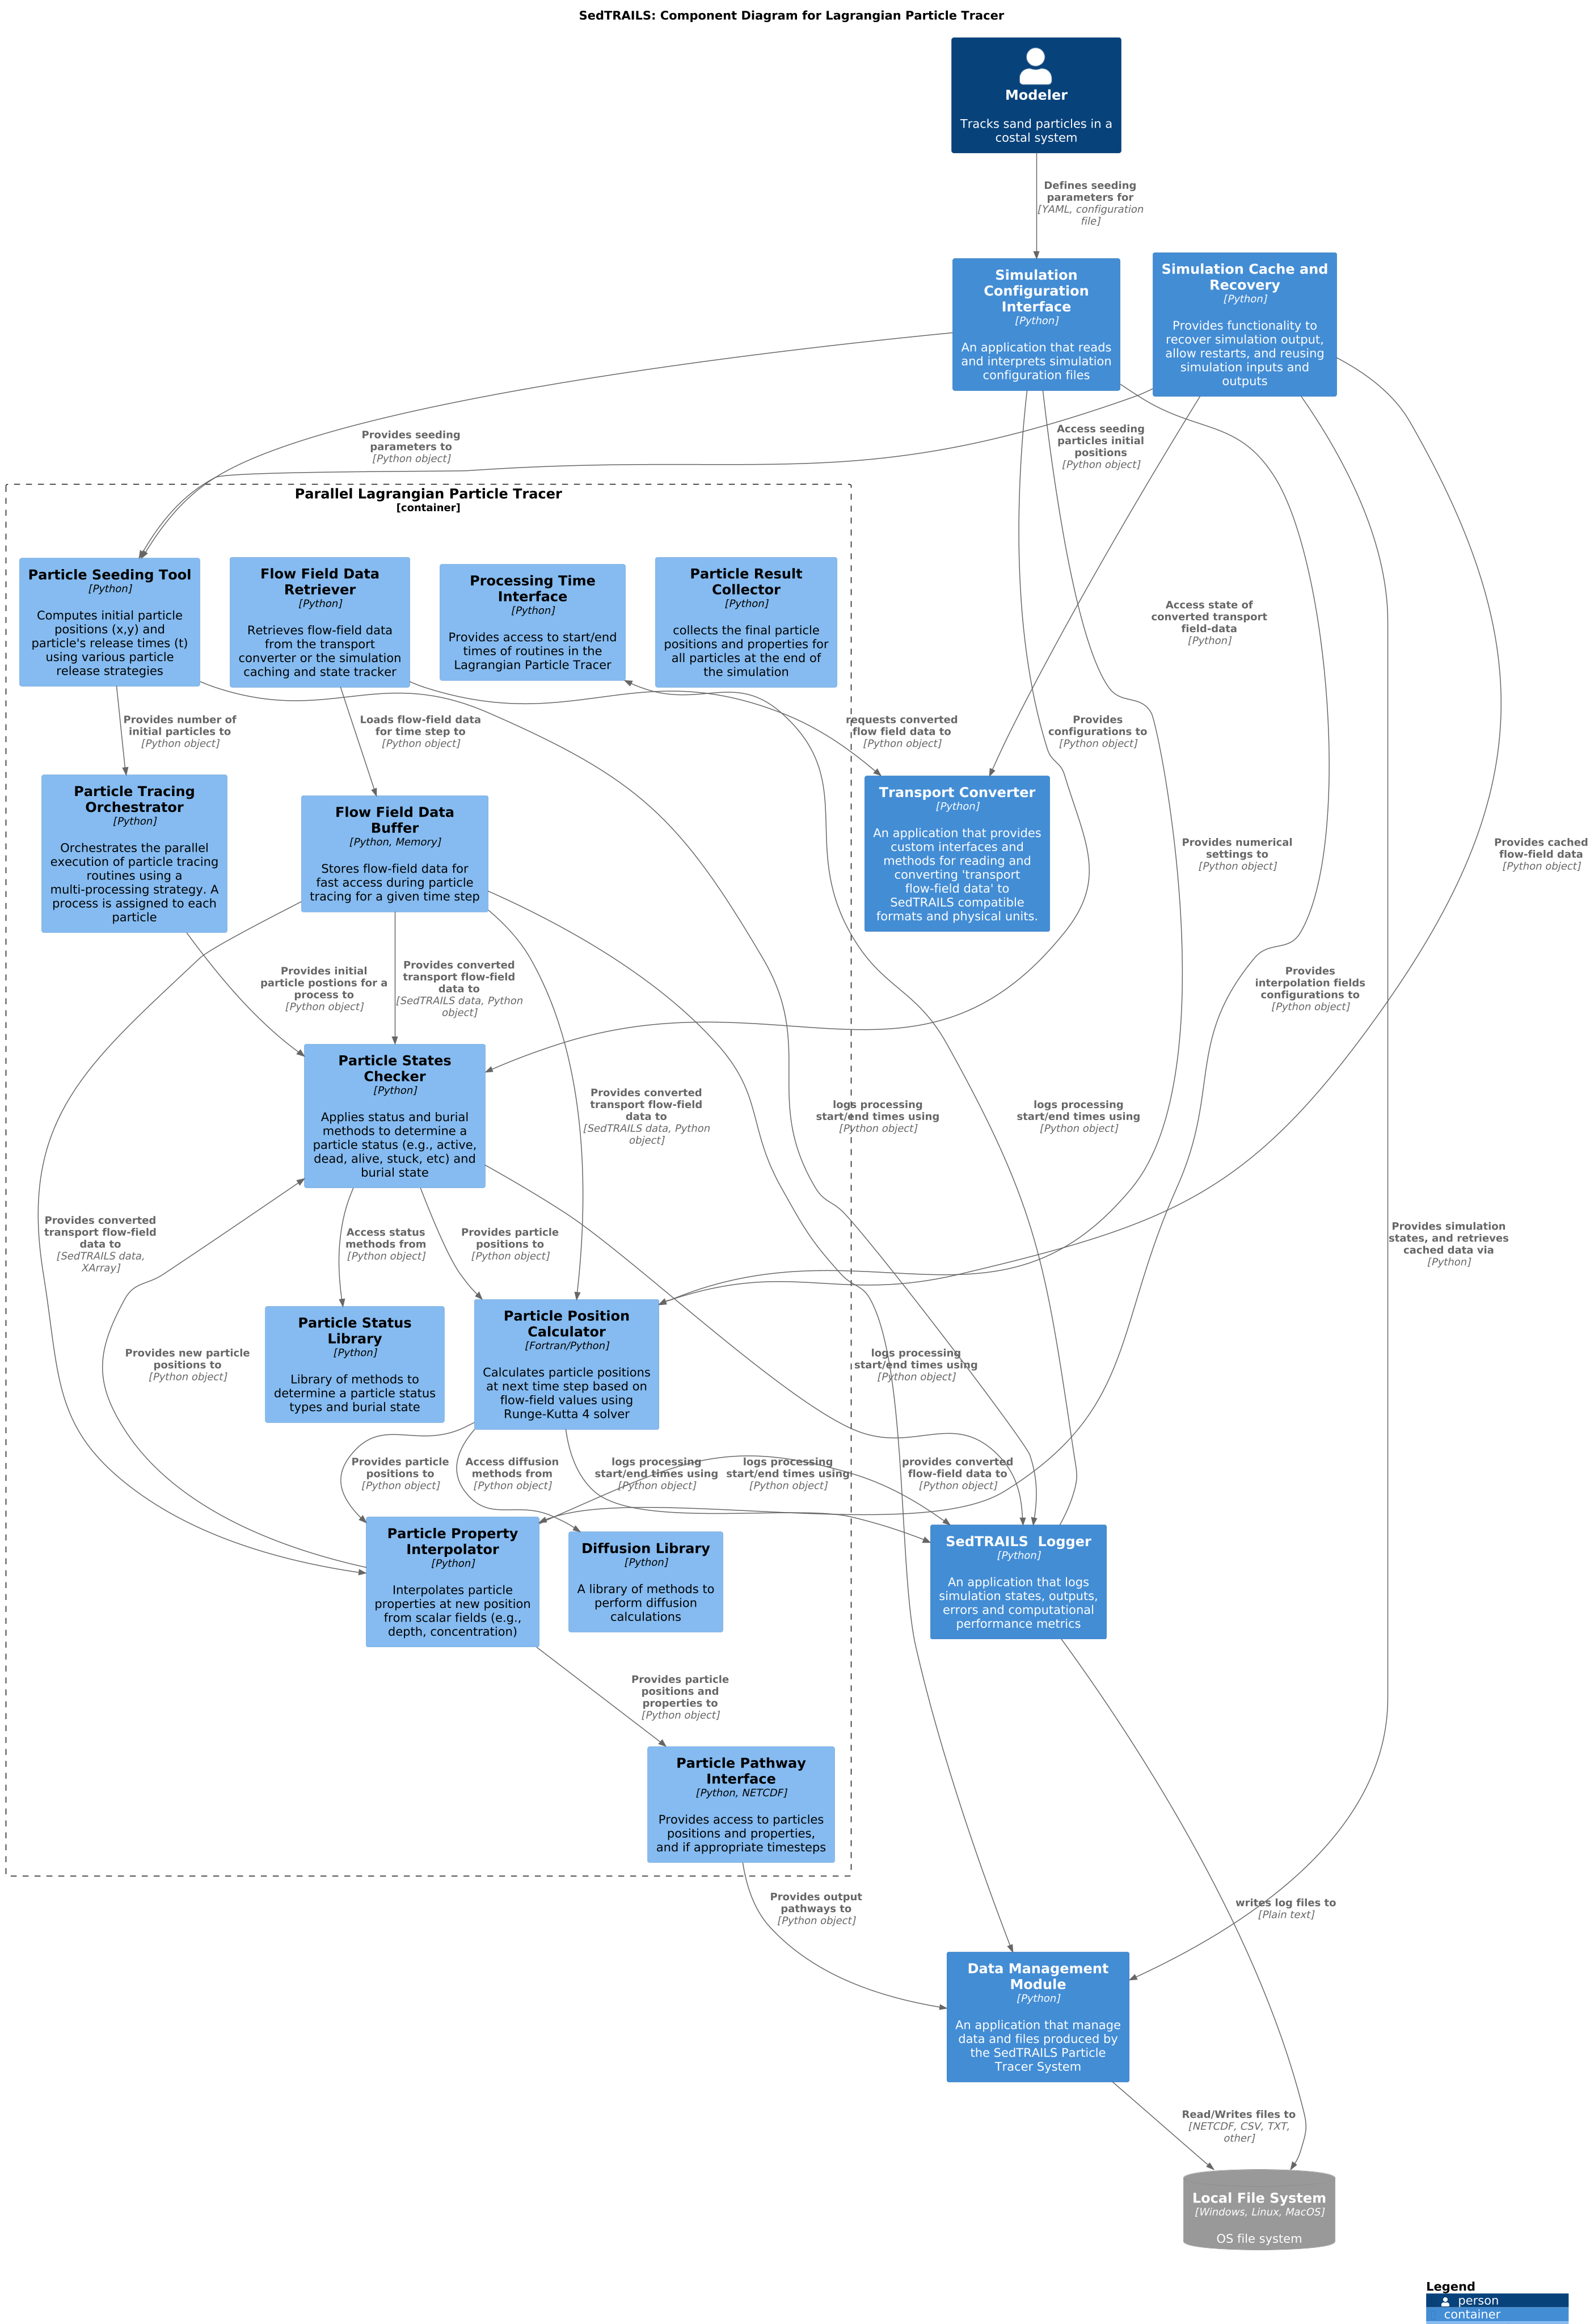 SedTRAILS: Component Diagram for Lagrangian Particle Tracer
Modeler
Tracks sand particles in a
costal system
Defines seeding
parameters for
[YAML, configuration
file]
Simulation
Configuration
Interface
[Python]
An application that reads
and interprets simulation
configuration files
Simulation Cache and
Recovery
[Python]
Provides functionality to
recover simulation output,
allow restarts, and reusing
simulation inputs and
outputs
Provides seeding
parameters to
[Python object]
Access seeding
particles initial
positions
[Python object]
Parallel Lagrangian Particle Tracer
[container]
Particle Seeding Tool
[Python]
Computes initial particle
positions (x,y) and
particle's release times (t)
using various particle
release strategies
Flow Field Data
Retriever
[Python]
Retrieves flow-field data
from the transport
converter or the simulation
caching and state tracker
Processing Time
Interface
[Python]
Provides access to start/end
times of routines in the
Lagrangian Particle Tracer
Particle Result
Collector
[Python]
collects the final particle
positions and properties for
all particles at the end of
the simulation
Access state of
converted transport
field-data
[Python]
Provides number of
initial particles to
[Python object]
Loads flow-field data
for time step to
[Python object]
requests converted
flow field data to
[Python object]
Provides
configurations to
[Python object]
Particle Tracing
Orchestrator
[Python]
Orchestrates the parallel
execution of particle tracing
routines using a
multi-processing strategy. A
process is assigned to each
particle
Flow Field Data
Buffer
[Python, Memory]
Stores flow-field data for
fast access during particle
tracing for a given time step
Transport Converter
[Python]
An application that provides
custom interfaces and
methods for reading and
converting 'transport
flow-field data' to
SedTRAILS compatible
formats and physical units.
Provides numerical
settings to
[Python object]
Provides cached
flow-field data
[Python object]
Provides initial
particle postions for a
process to
[Python object]
Provides converted
transport flow-field
data to
[SedTRAILS data, Python
object]
Provides
interpolation fields
configurations to
[Python object]
Particle States
Checker
[Python]
Applies status and burial
methods to determine a
particle status (e.g., active,
dead, alive, stuck, etc) and
burial state
Provides converted
transport flow-field
data to
[SedTRAILS data, Python
object]
logs processing
start/end times using
[Python object]
logs processing
start/end times using
[Python object]
Provides converted
transport flow-field
data to
[SedTRAILS data,
XArray]
Access status
methods from
[Python object]
Provides particle
positions to
[Python object]
Provides simulation
states, and retrieves
cached data via
[Python]
Provides new particle
positions to
[Python object]
Particle Status
Library
[Python]
Library of methods to
determine a particle status
types and burial state
Particle Position
Calculator
[Fortran/Python]
Calculates particle positions
at next time step based on
flow-field values using
Runge-Kutta 4 solver
logs processing
start/end times using
[Python object]
Provides particle
positions to
[Python object]
Access diffusion
methods from
[Python object]
logs processing
start/end times using
[Python object]
logs processing
start/end times using
[Python object]
provides converted
flow-field data to
[Python object]
Particle Property
Interpolator
[Python]
Interpolates particle
properties at new position
from scalar fields (e.g.,
depth, concentration)
Diffusion Library
[Python]
A library of methods to
perform diffusion
calculations
SedTRAILS  Logger
[Python]
An application that logs
simulation states, outputs,
errors and computational
performance metrics
Provides particle
positions and
properties to
[Python object]
Particle Pathway
Interface
[Python, NETCDF]
Provides access to particles
positions and properties,
and if appropriate timesteps
Provides output
pathways to
[Python object]
writes log files to
[Plain text]
Data Management
Module
[Python]
An application that manage
data and files produced by
the SedTRAILS Particle
Tracer System
Read/Writes files to
[NETCDF, CSV, TXT,
other]
Local File System
[Windows, Linux, MacOS]
OS file system
Legend
person
container